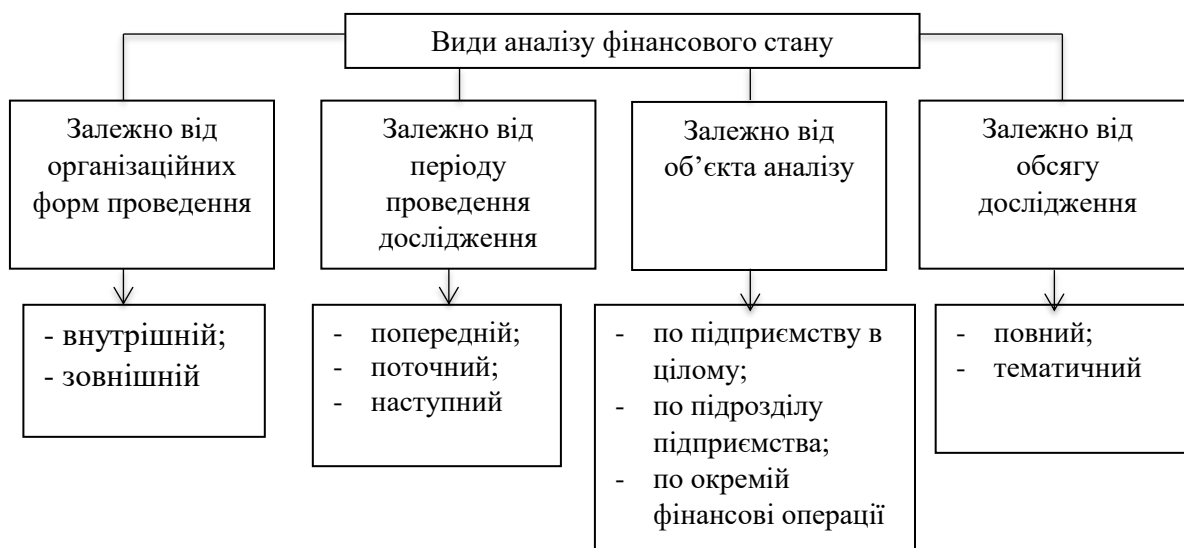 Види аналізу фінансового стану
Залежно від
організаційних
форм проведення
Залежно від
періоду
проведення
дослідження
Залежно від
об’єкта аналізу
Залежно від
обсягу
дослідження
- внутрішній;
- зовнішній
- попередній;
- поточний;
- наступний
- по підприємству в
цілому;
- по підрозділу
підприємства;
- по окремій
фінансові операції
- повний;
- тематичний